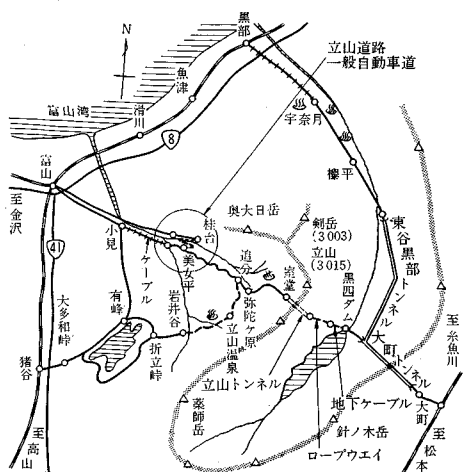 黒部
立山道路
一般自動車道
N
魚津
富山湾
滑川
宇奈月
8
欅平
富山
至金沢
桂台
奥大日岳
剣岳
(3003)
立山
(3015)
東谷
黒部トンネル
小見
41
ケーブル
美女平
追分
室堂
黒四ダム
大多和峠
有峰
岩井谷
弥陀ヶ原
立山温泉
折立峠
猪谷
至高山
立山トンネル
薬師岳
大町トンネル
至糸魚川
大町
地下ケーブル
針ノ木岳
ロープウエイ
至松本